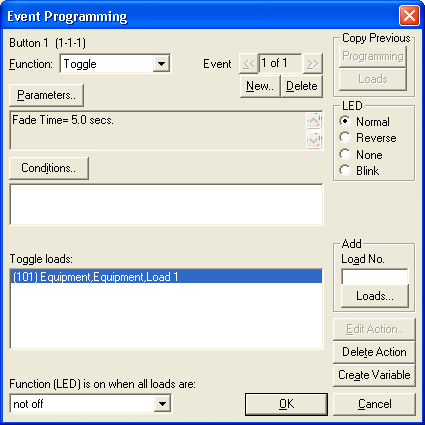 Event Programming
Button 1 (1-1-1)
Function: Toggle
Event << 1 of 1 >>
New.. Delete
Copy Previous
Programming
Loads
Parameters..
Fade Time= 5.0 secs.
LED
Normal
Reverse
None
Blink
Conditions..
Toggle loads:
(101) Equipment,Equipment,Load 1
Add
Load No.
Loads...
Edit Action..
Delete Action
Create Variable
Function (LED) is on when all loads are:
not off
OK
Cancel